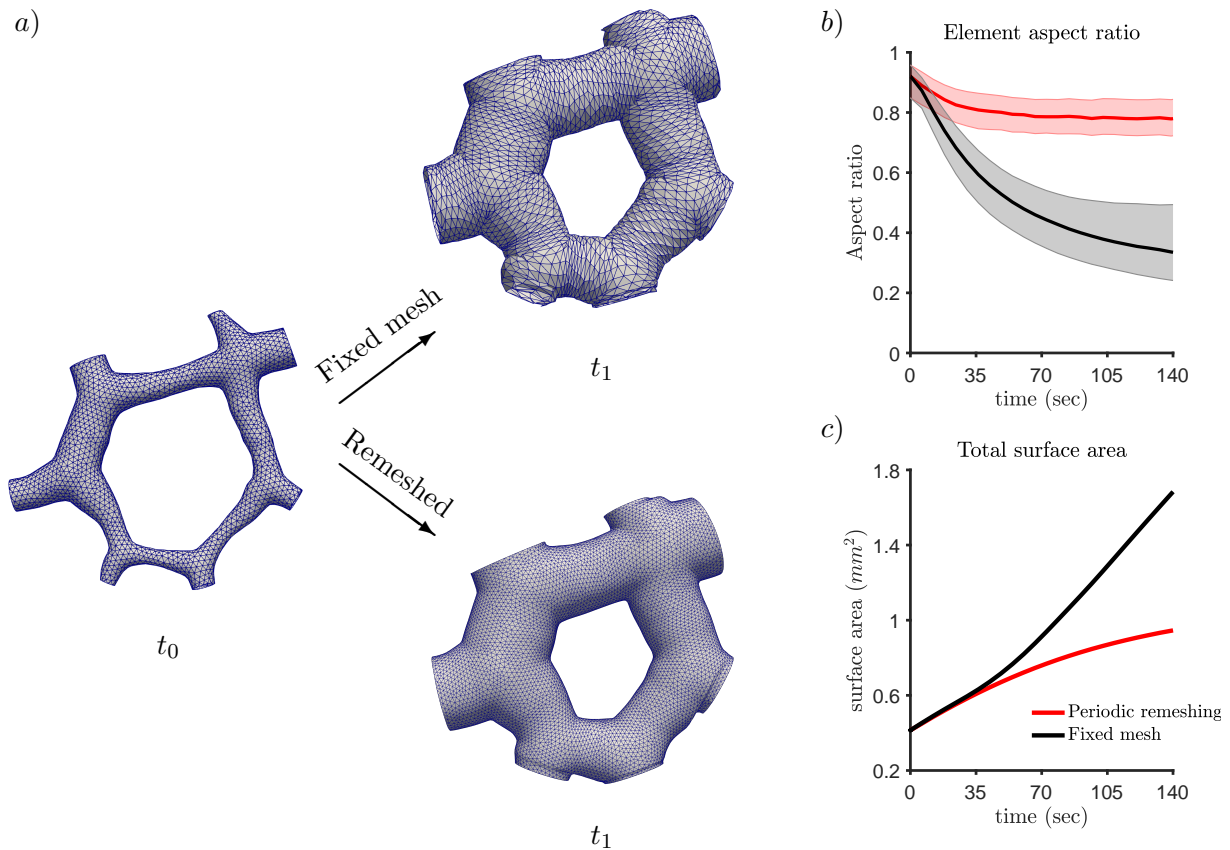 a)
Fixed mesh
Remeshed
t₀
t₁
t₁
b)
Element aspect ratio
Aspect ratio
1
0.8
0.6
0.4
0.2
0
0 35 70 105 140
time (sec)
c)
Total surface area
surface area (mm²)
1.8
1.4
1
0.6
0.2
Periodic remeshing
Fixed mesh
0 35 70 105 140
time (sec)